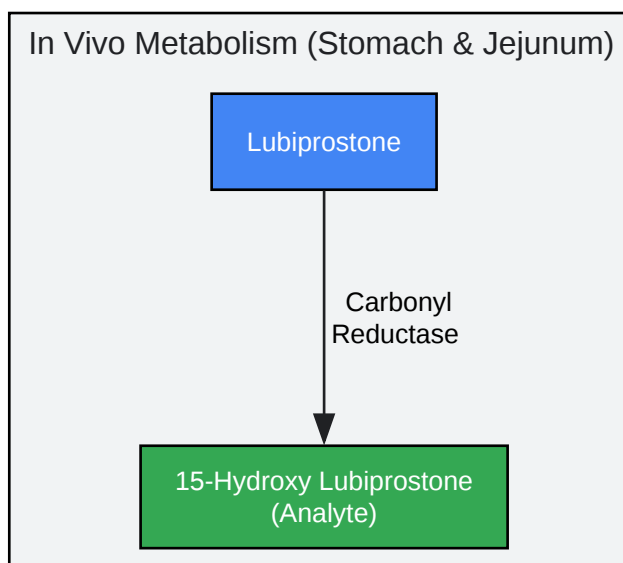 In Vivo Metabolism (Stomach & Jejunum)
Lubiprostone
Carbonyl
Reductase
15-Hydroxy Lubiprostone
(Analyte)